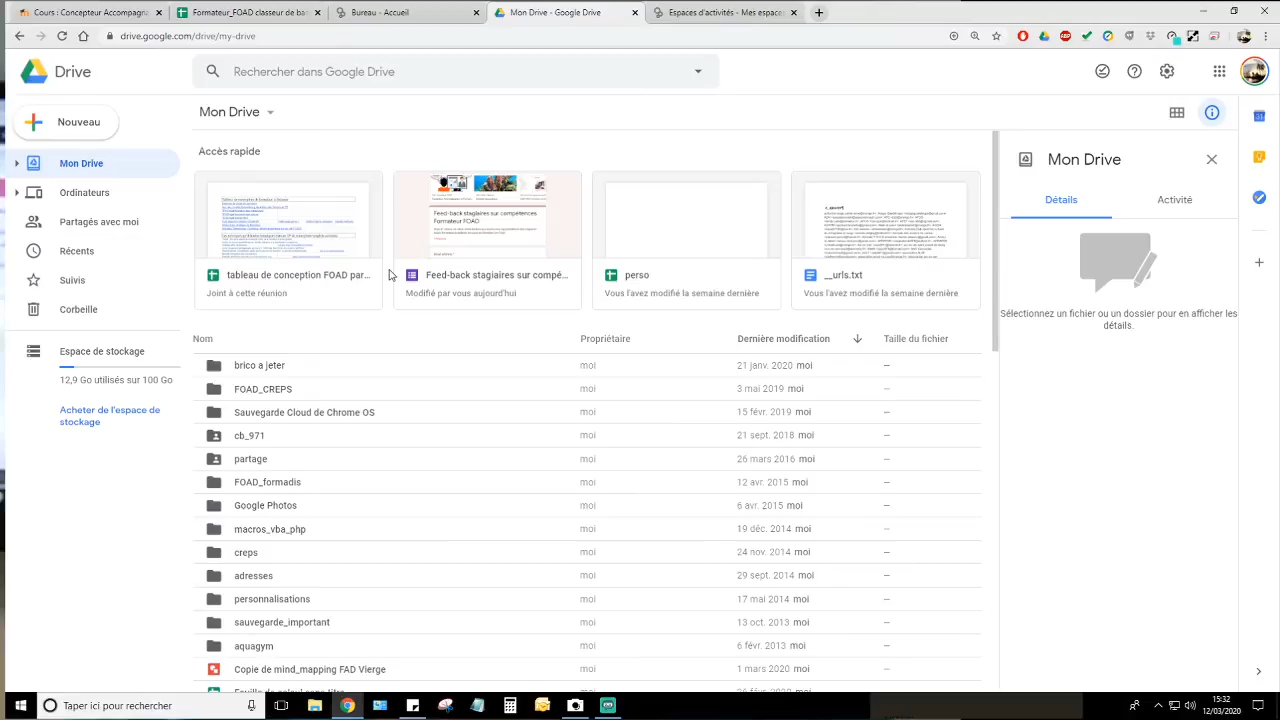 Cours : Conception Accompagne
Formateur_FOAD classeur de ba
Bureau - Accueil
Mon Drive - Google Drive
Espaces d'activités - Mes espaces
drive.google.com/drive/my-drive
Drive
Rechercher dans Google Drive
Nouveau
Mon Drive
Mon Drive
Ordinateurs
Partagés avec moi
Récents
Suivis
Corbeille
Espace de stockage
12,9 Go utilisés sur 100 Go
Acheter de l'espace de
stockage
Accès rapide
Feed-back stagiaires sur compétences
Formateur FOAD
tableau de conception FOAD par...
Joint à cette réunion
Feed-back stagiaires sur compé...
Modifié par vous aujourd'hui
perso
Vous l'avez modifié la semaine dernière
__urls.txt
Vous l'avez modifié la semaine dernière
Nom Propriétaire Dernière modification Taille du fichier
brico a jeter moi 21 janv. 2020 moi –
FOAD_CREPS moi 3 mai 2019 moi –
Sauvegarde Cloud de Chrome OS moi 15 févr. 2019 moi –
cb_971 moi 21 sept. 2018 moi –
partage moi 26 mars 2016 moi –
FOAD_formadis moi 12 avr. 2015 moi –
Google Photos moi 6 avr. 2015 moi –
macros_vba_php moi 19 déc. 2014 moi –
creps moi 24 nov. 2014 moi –
adresses moi 29 sept. 2014 moi –
personnalisations moi 17 mai 2014 moi –
sauvegarde_important moi 13 oct. 2013 moi –
aquagym moi 6 févr. 2013 moi –
Copie de mind_mapping FAD Vierge moi 1 mars 2020 moi –
Mon Drive
Détails Activité
Sélectionnez un fichier ou un dossier pour en afficher les
détails.
Taper ici pour rechercher
15:32
12/03/2020